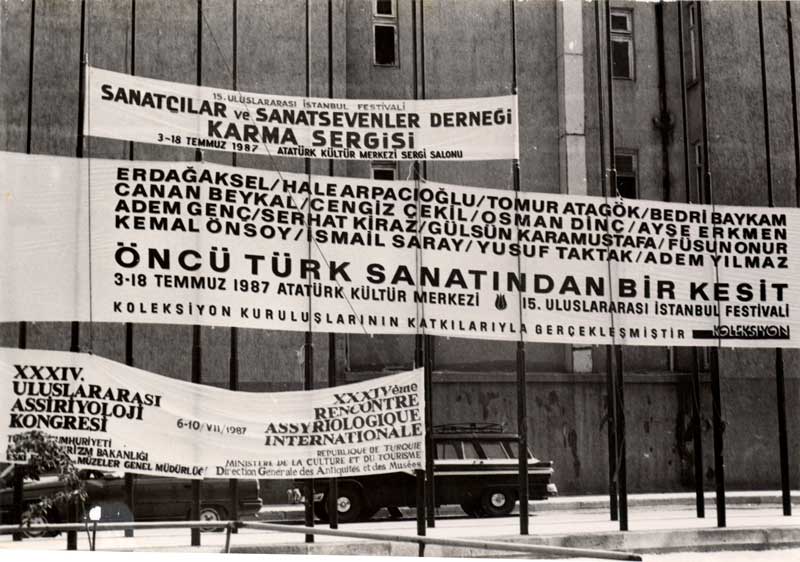 15. ULUSLARARASI İSTANBUL FESTİVALİ
SANATÇILAR ve SANATSEVENLER DERNEĞİ
KARMA SERGİSİ
3-18 TEMMUZ 1987 ATATÜRK KÜLTÜR MERKEZİ SERGİ SALONU
ERDAĞAKSEL/HALE ARPACIOĞLU/TOMUR ATAGÖK/BEDRİ BAYKAM
CANAN BEYKAL/CENGİZ ÇEKİL/OSMAN DİNÇ/AYŞE ERKMEN
ADEM GENÇ/SERHAT KİRAZ/GÜLSÜN KARAMUSTAFA/FÜSUN ONUR
KEMAL ÖNSOY/İSMAİL SARAY/YUSUF TAKTAK/ADEM YILMAZ
ÖNCÜ TÜRK SANATINDAN BİR KESİT
3-18 TEMMUZ 1987 ATATÜRK KÜLTÜR MERKEZİ 15. ULUSLARARASI İSTANBUL FESTİVALİ
KOLEKSİYON KURULUŞLARININ KATKILARIYLA GERÇEKLEŞMİŞTİR KOLEKSİYON
XXXIV.
ULUSLARARASI
ASSİRİYOLOJİ
KONGRESİ
CUMHURİYETİ
BAKANLIĞI
MÜZELER GENEL MÜDÜRLÜĞÜ
6-10/VII/1987
XXXIVème
RENCONTRE
ASSYRIOLOGIQUE
INTERNATIONALE
REPUBLIQUE DE TURQUIE
MINISTERE DE LA CULTURE ET DU TOURISME
Direction Generale des Antiquités et des Musées